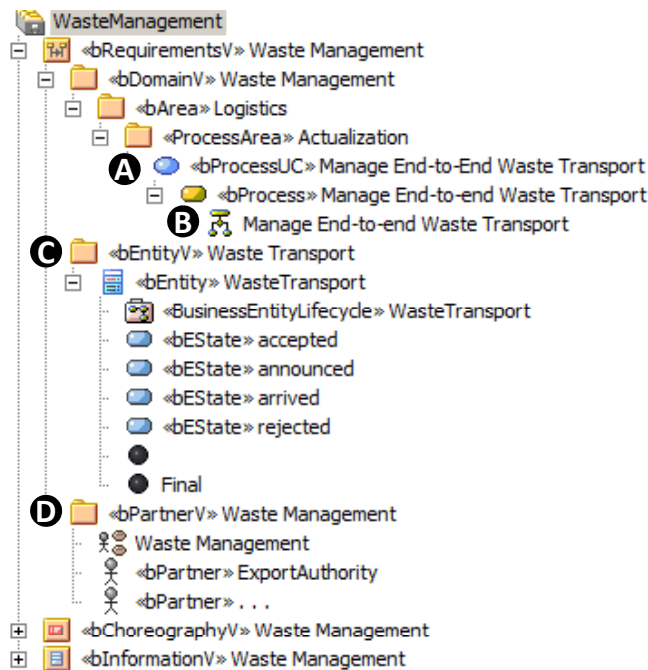 WasteManagement
«bRequirementsV» Waste Management
«bDomainV» Waste Management
«bArea» Logistics
«ProcessArea» Actualization
A «bProcessUC» Manage End-to-End Waste Transport
«bProcess» Manage End-to-end Waste Transport
B Manage End-to-end Waste Transport
C «bEntityV» Waste Transport
«bEntity» WasteTransport
«BusinessEntityLifecycle» WasteTransport
«bEState» accepted
«bEState» announced
«bEState» arrived
«bEState» rejected
Final
D «bPartnerV» Waste Management
Waste Management
«bPartner» ExportAuthority
«bPartner» . . .
«bChoreographyV» Waste Management
«bInformationV» Waste Management